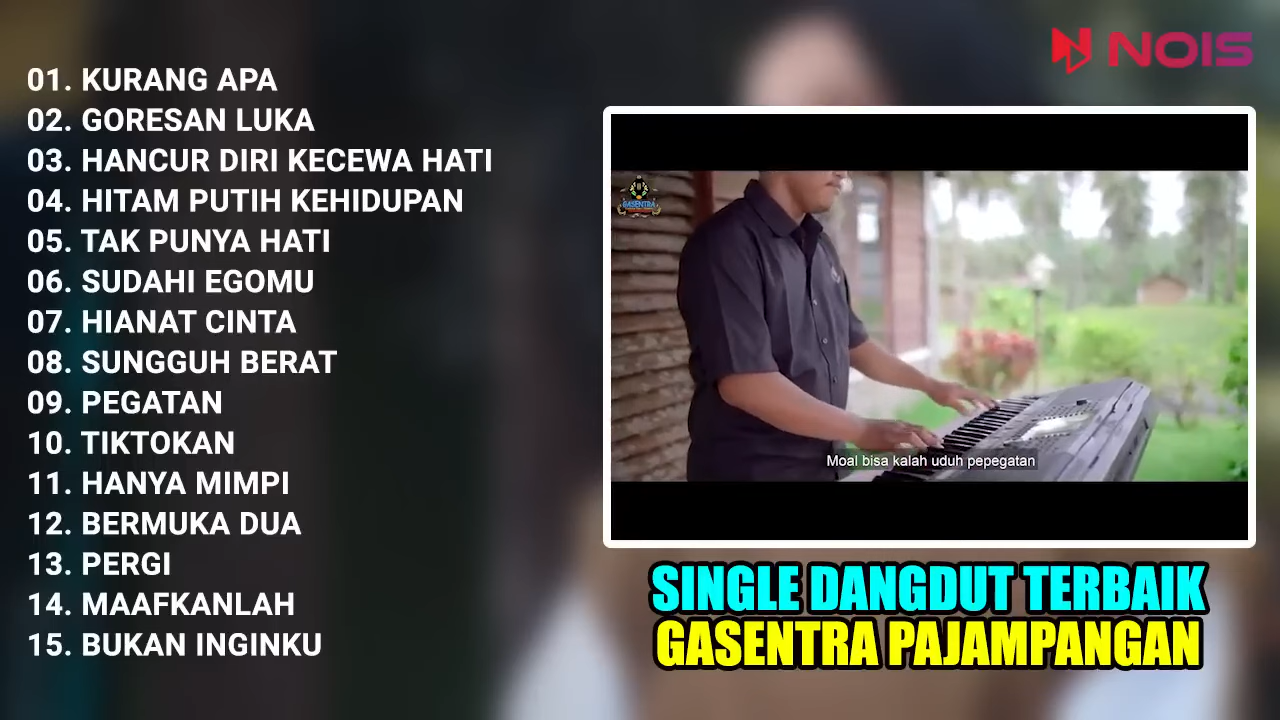 01. KURANG APA
02. GORESAN LUKA
03. HANCUR DIRI KECEWA HATI
04. HITAM PUTIH KEHIDUPAN
05. TAK PUNYA HATI
06. SUDAHI EGOMU
07. HIANAT CINTA
08. SUNGGUH BERAT
09. PEGATAN
10. TIKTOKAN
11. HANYA MIMPI
12. BERMUKA DUA
13. PERGI
14. MAAFKANLAH
15. BUKAN INGINKU
NOIS
GASENTRA
Moal bisa kalah uduh pepegatan
SINGLE DANGDUT TERBAIK
GASENTRA PAJAMPANGAN